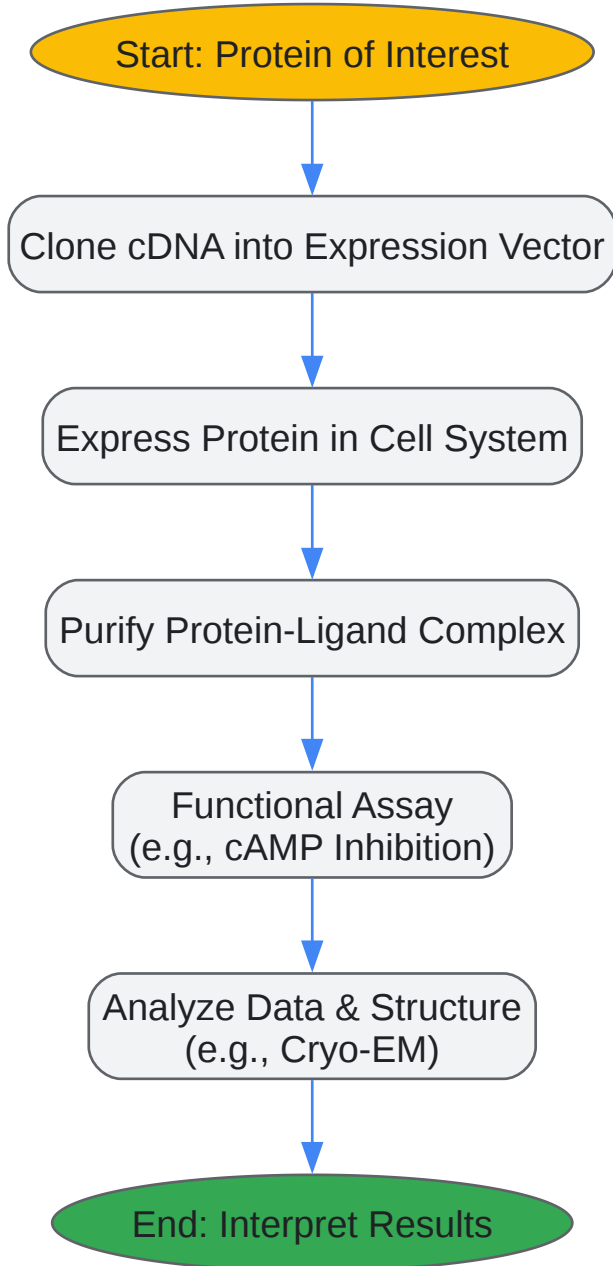 Start: Protein of Interest
Clone cDNA into Expression Vector
Express Protein in Cell System
Purify Protein-Ligand Complex
Functional Assay
(e.g., cAMP Inhibition)
Analyze Data & Structure
(e.g., Cryo-EM)
End: Interpret Results